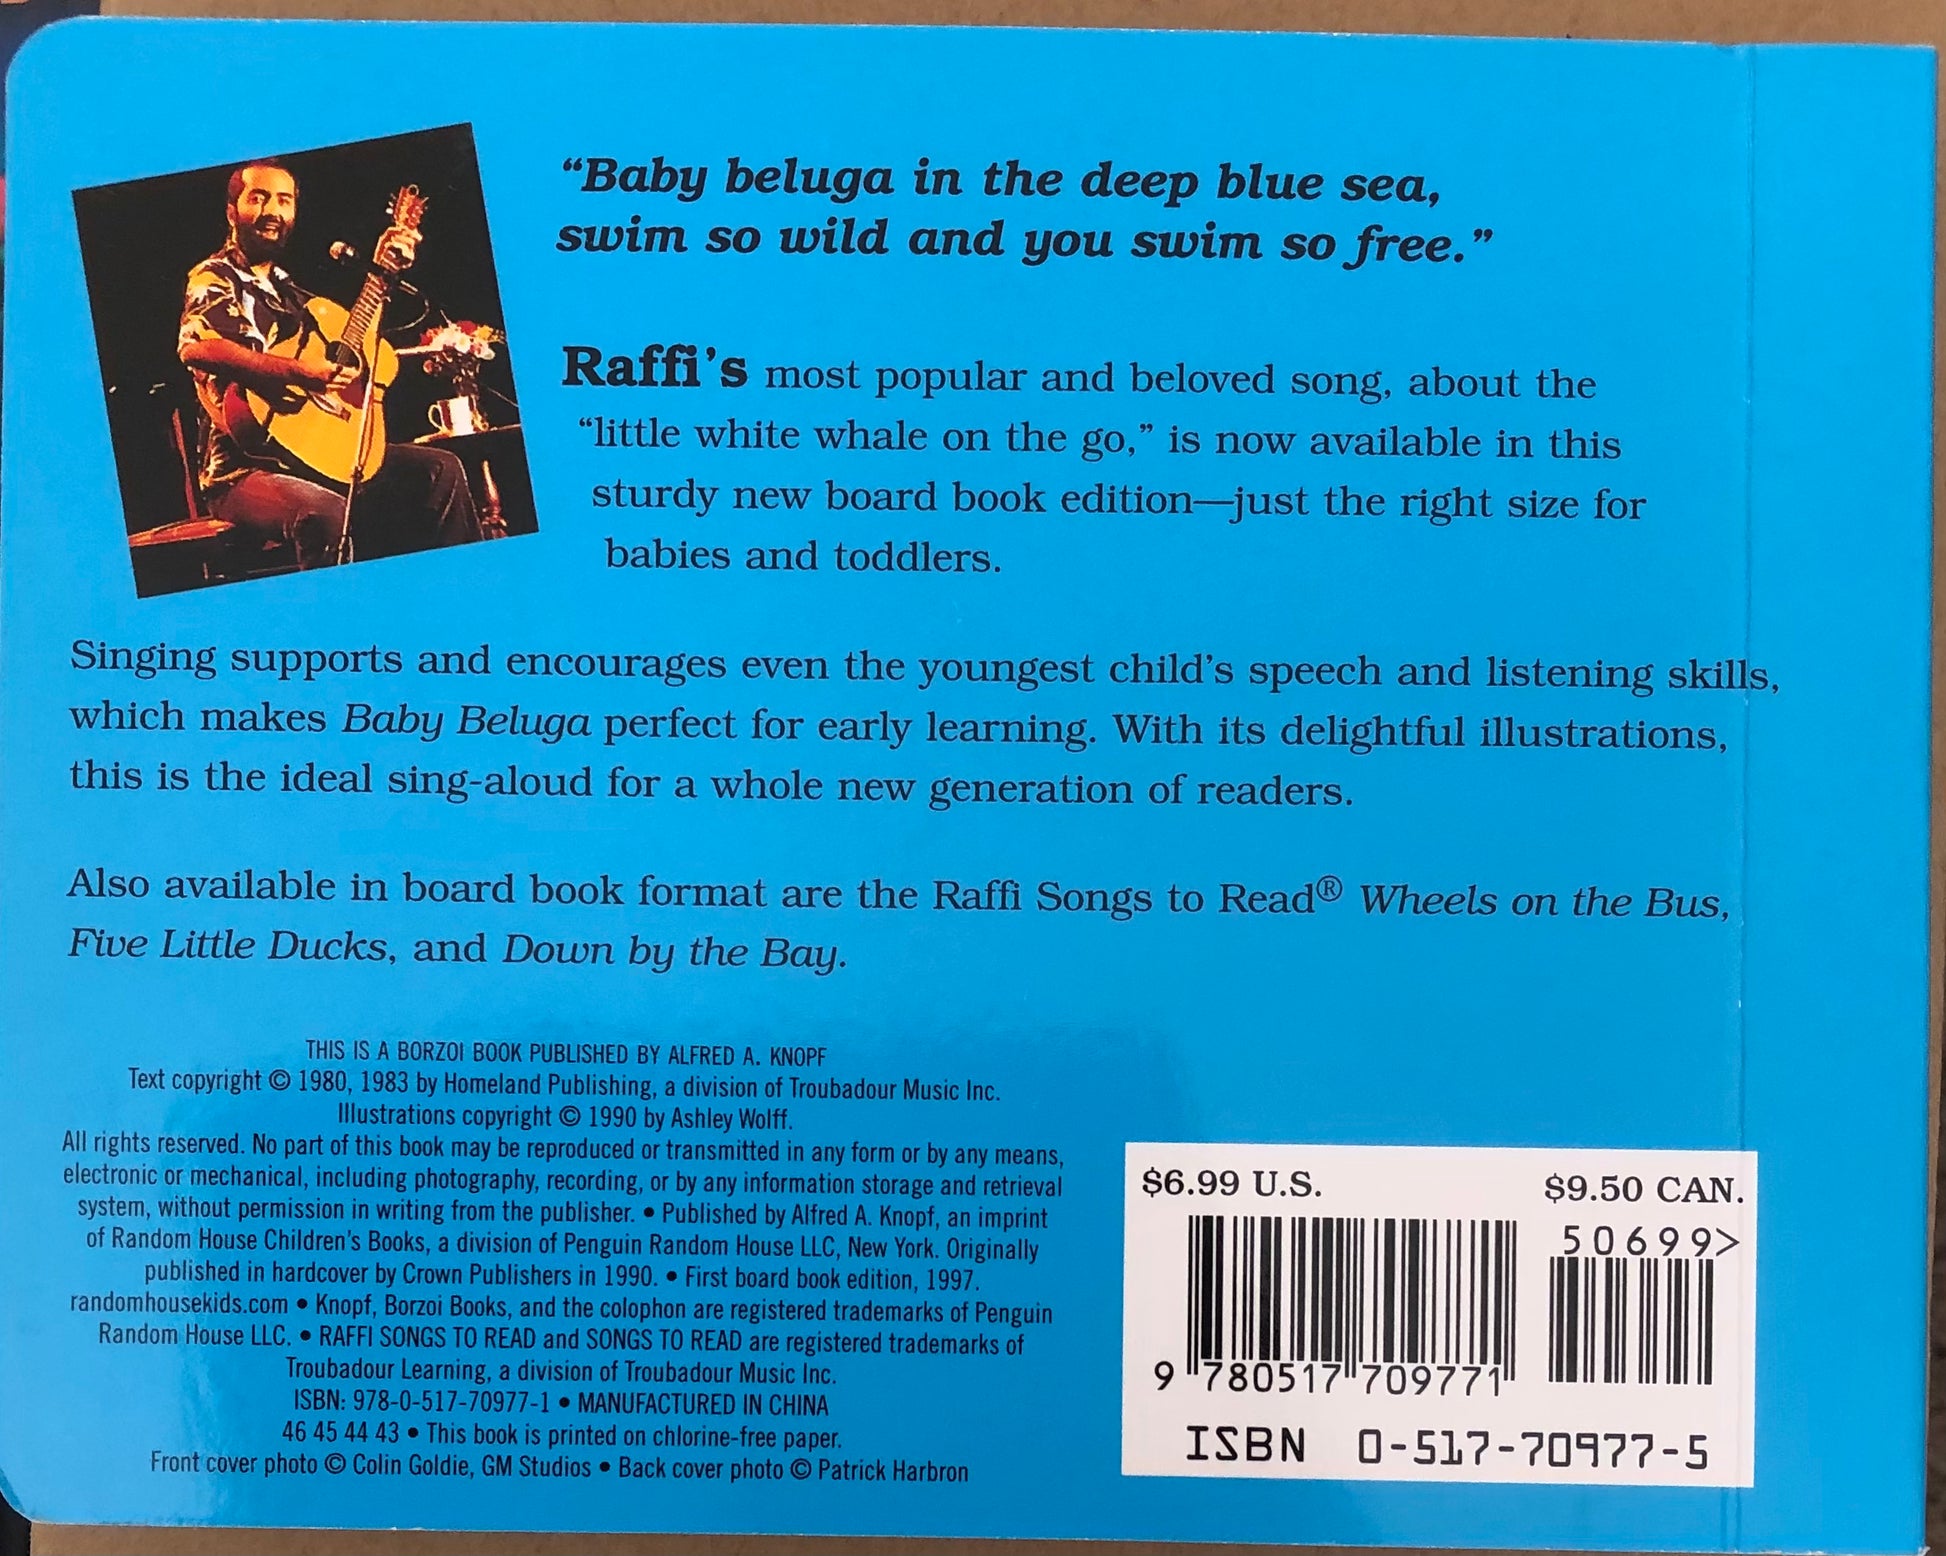 “Baby beluga in the deep blue sea,
swim so wild and you swim so free.”
Raffi’s most popular and beloved song, about the
“little white whale on the go,” is now available in this
sturdy new board book edition—just the right size for
babies and toddlers.
Singing supports and encourages even the youngest child’s speech and listening skills,
which makes Baby Beluga perfect for early learning. With its delightful illustrations,
this is the ideal sing-aloud for a whole new generation of readers.
Also available in board book format are the Raffi Songs to Read® Wheels on the Bus,
Five Little Ducks, and Down by the Bay.
THIS IS A BORZOI BOOK PUBLISHED BY ALFRED A. KNOPF
Text copyright © 1980, 1983 by Homeland Publishing, a division of Troubadour Music Inc.
Illustrations copyright © 1990 by Ashley Wolff.
All rights reserved. No part of this book may be reproduced or transmitted in any form or by any means,
electronic or mechanical, including photography, recording, or by any information storage and retrieval
system, without permission in writing from the publisher. • Published by Alfred A. Knopf, an imprint
of Random House Children’s Books, a division of Penguin Random House LLC, New York. Originally
published in hardcover by Crown Publishers in 1990. • First board book edition, 1997.
randomhousekids.com • Knopf, Borzoi Books, and the colophon are registered trademarks of Penguin
Random House LLC. • RAFFI SONGS TO READ and SONGS TO READ are registered trademarks of
Troubadour Learning, a division of Troubadour Music Inc.
ISBN: 978-0-517-70977-1 • MANUFACTURED IN CHINA
46 45 44 43 • This book is printed on chlorine-free paper.
Front cover photo © Colin Goldie, GM Studios • Back cover photo © Patrick Harbron
$6.99 U.S. $9.50 CAN.
50699>
9 780517 709771
ISBN 0-517-70977-5